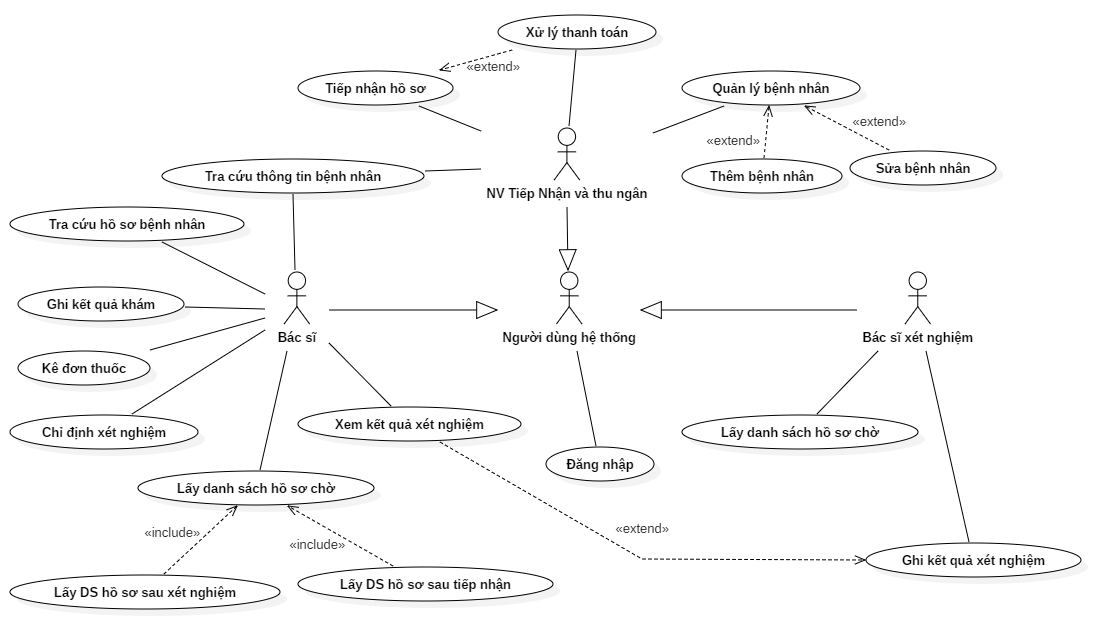 Xử lý thanh toán
«extend»
Tiếp nhận hồ sơ
Quản lý bệnh nhân
«extend»
«extend»
Thêm bệnh nhân
Sửa bệnh nhân
Tra cứu thông tin bệnh nhân
NV Tiếp Nhận và thu ngân
Tra cứu hồ sơ bệnh nhân
Ghi kết quả khám
Bác sĩ
Người dùng hệ thống
Bác sĩ xét nghiệm
Kê đơn thuốc
Chỉ định xét nghiệm
Xem kết quả xét nghiệm
Lấy danh sách hồ sơ chờ
Đăng nhập
Lấy danh sách hồ sơ chờ
«include»
«include»
«extend»
Ghi kết quả xét nghiệm
Lấy DS hồ sơ sau xét nghiệm
Lấy DS hồ sơ sau tiếp nhận